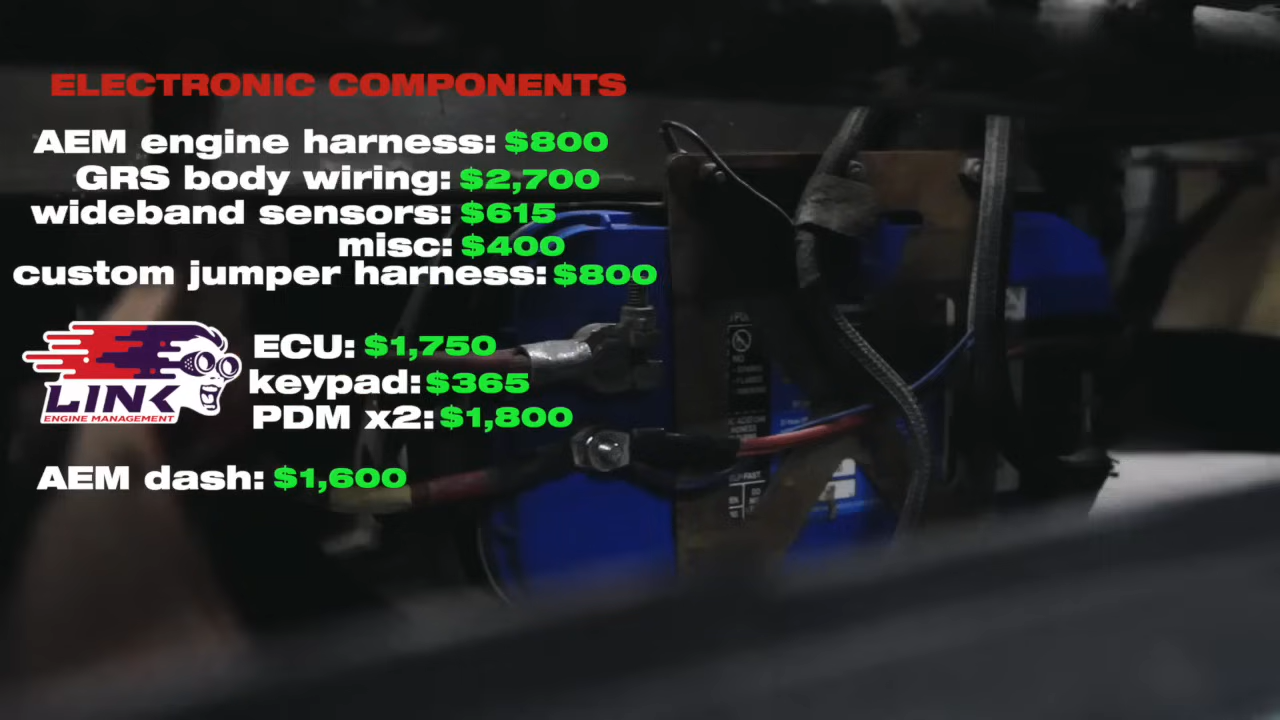 ELECTRONIC COMPONENTS
AEM engine harness: $800
GRS body wiring: $2,700
wideband sensors: $615
misc: $400
custom jumper harness: $800
LINK
ENGINE MANAGEMENT
ECU: $1,750
keypad: $365
PDM x2: $1,800
AEM dash: $1,600